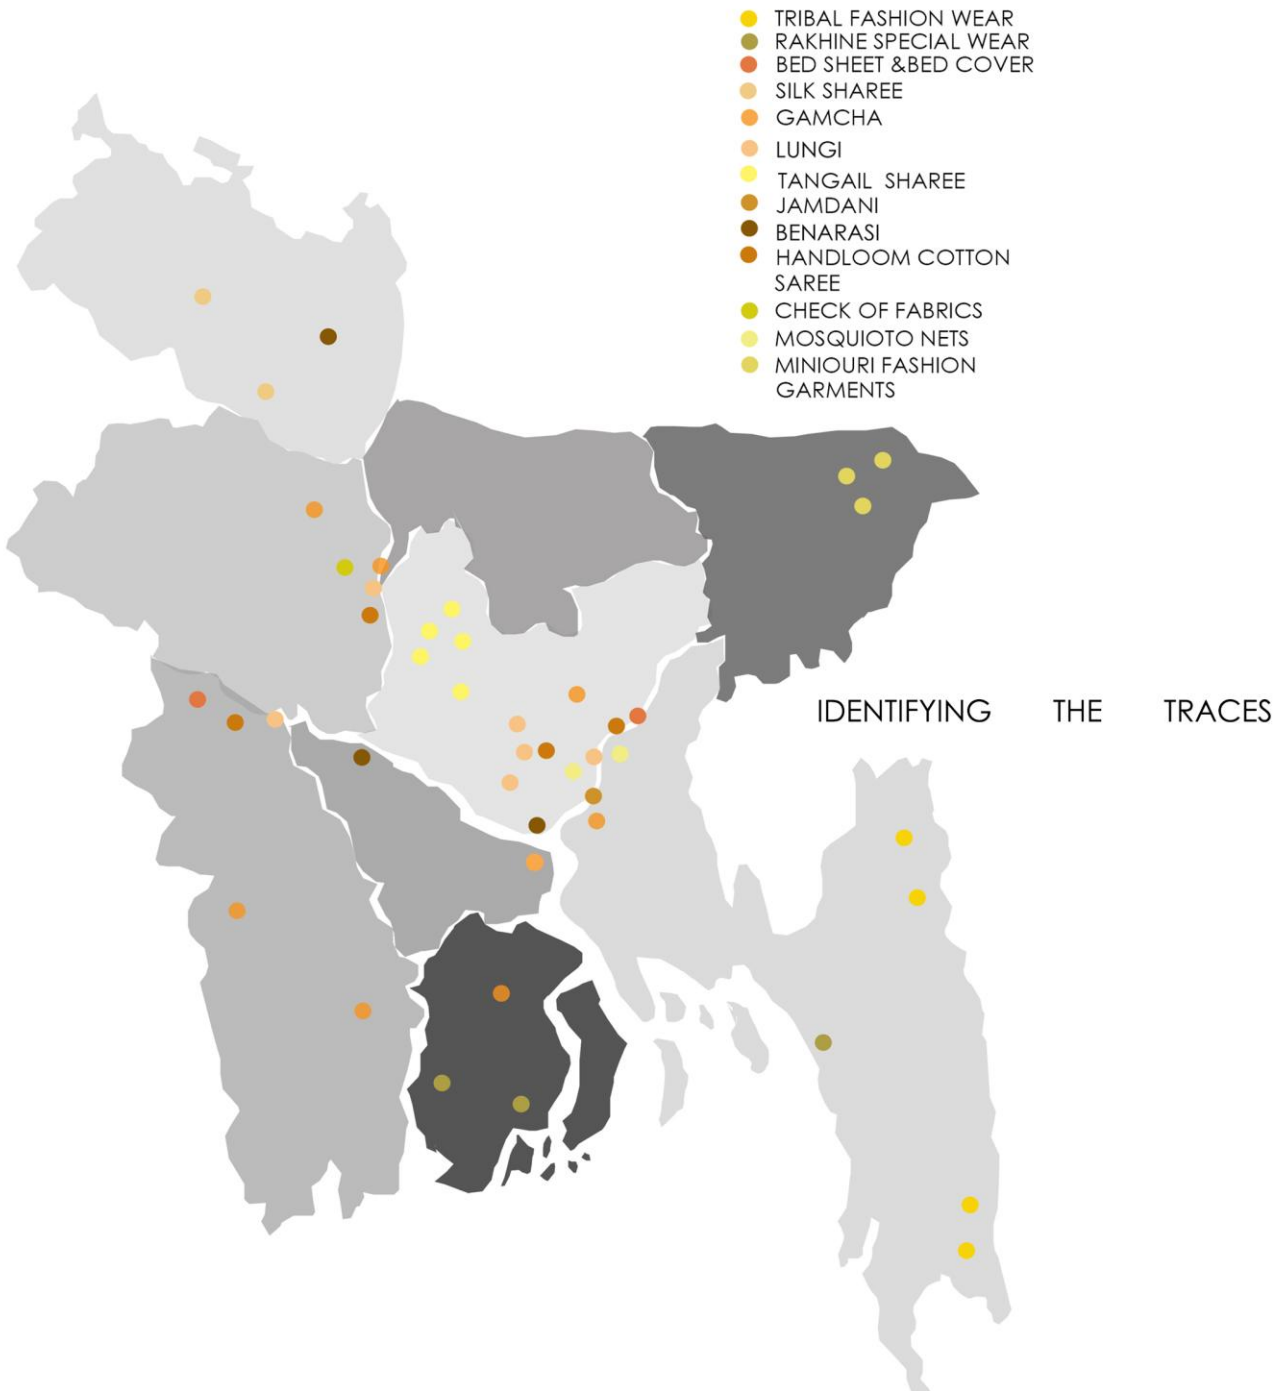 TRIBAL FASHION WEAR
RAKHINE SPECIAL WEAR
BED SHEET &BED COVER
SILK SHAREE
GAMCHA
LUNGI
TANGAIL SHAREE
JAMDANI
BENARASI
HANDLOOM COTTON
SAREE
CHECK OF FABRICS
MOSQUIOTO NETS
MINIOURI FASHION
GARMENTS
IDENTIFYING THE TRACES